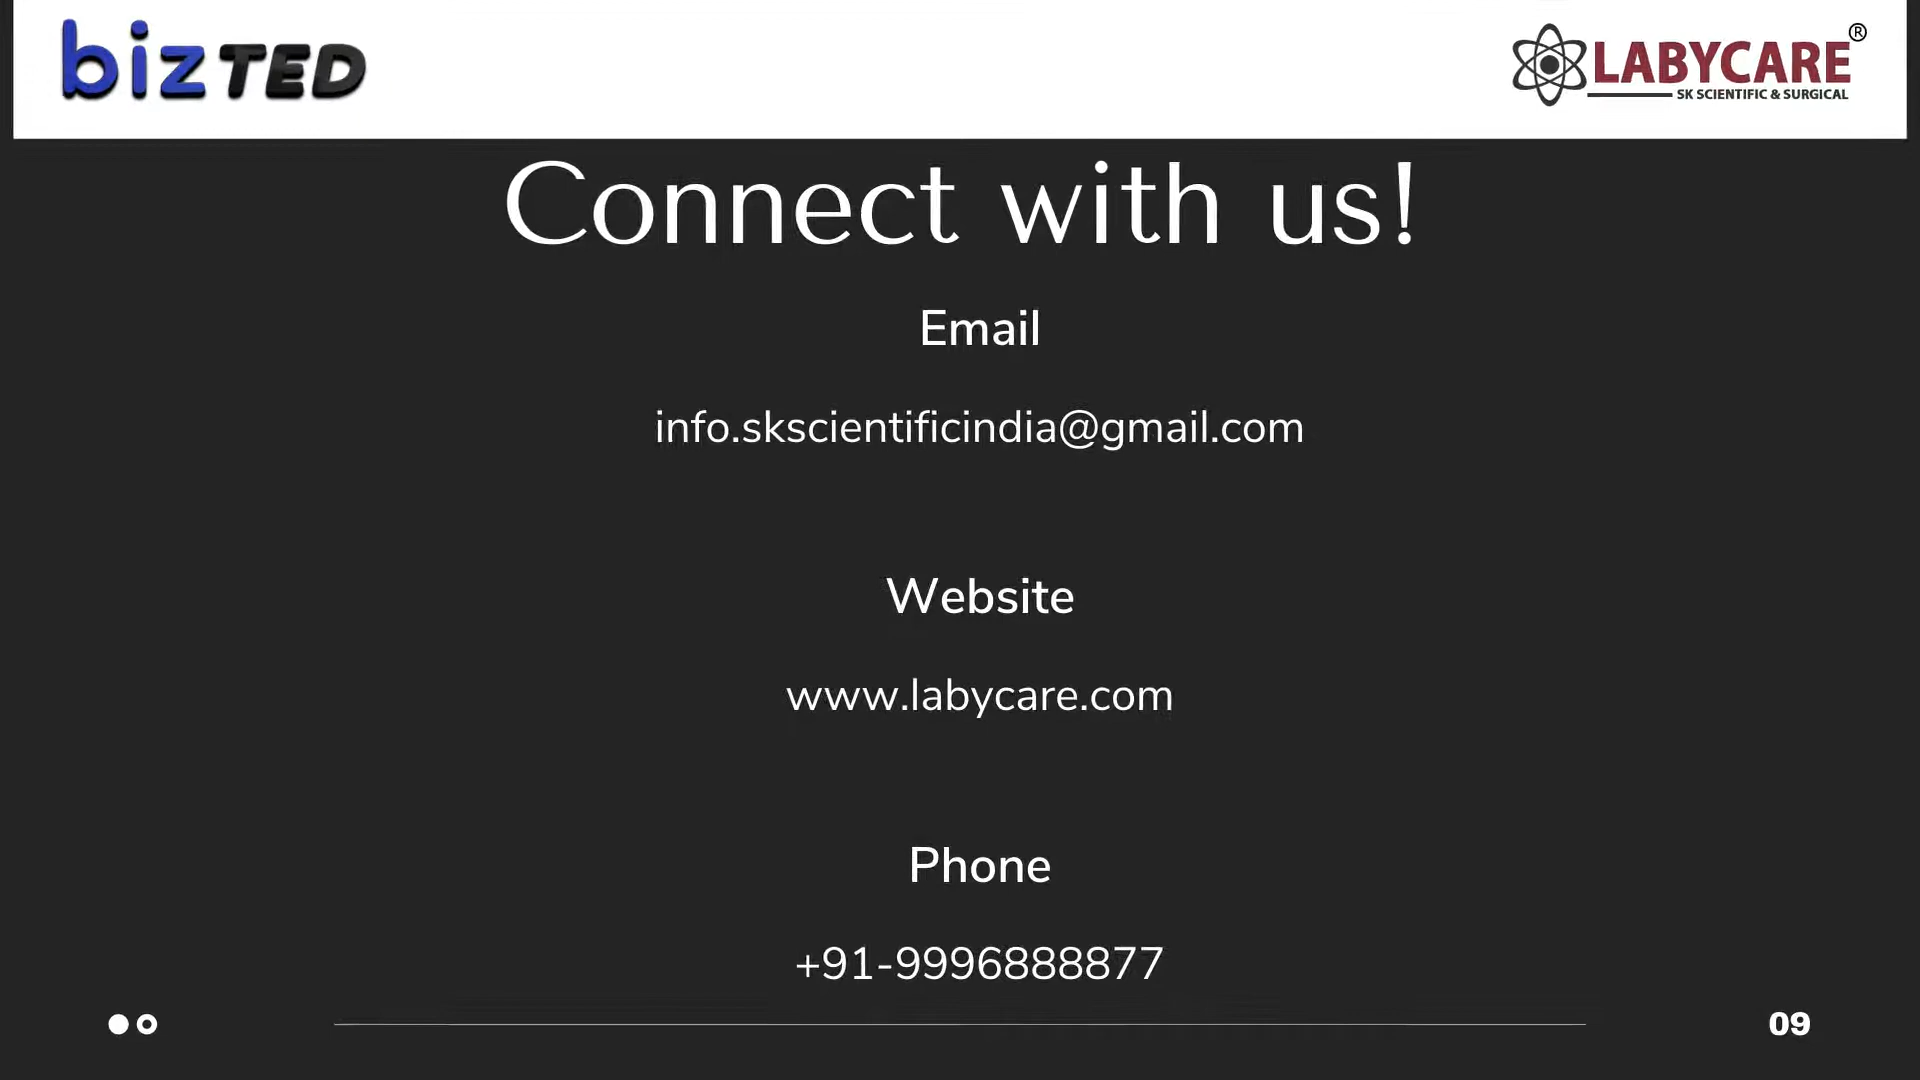 bizTED
LABYCARE®
SK SCIENTIFIC & SURGICAL
Connect with us!
Email
info.skscientificindia@gmail.com
Website
www.labycare.com
Phone
+91-9996888877
09